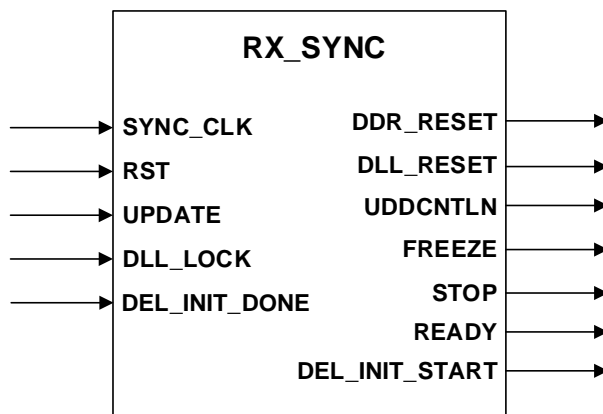 RX_SYNC
SYNC_CLK
RST
UPDATE
DLL_LOCK
DEL_INIT_DONE
DDR_RESET
DLL_RESET
UDDCNTLN
FREEZE
STOP
READY
DEL_INIT_START